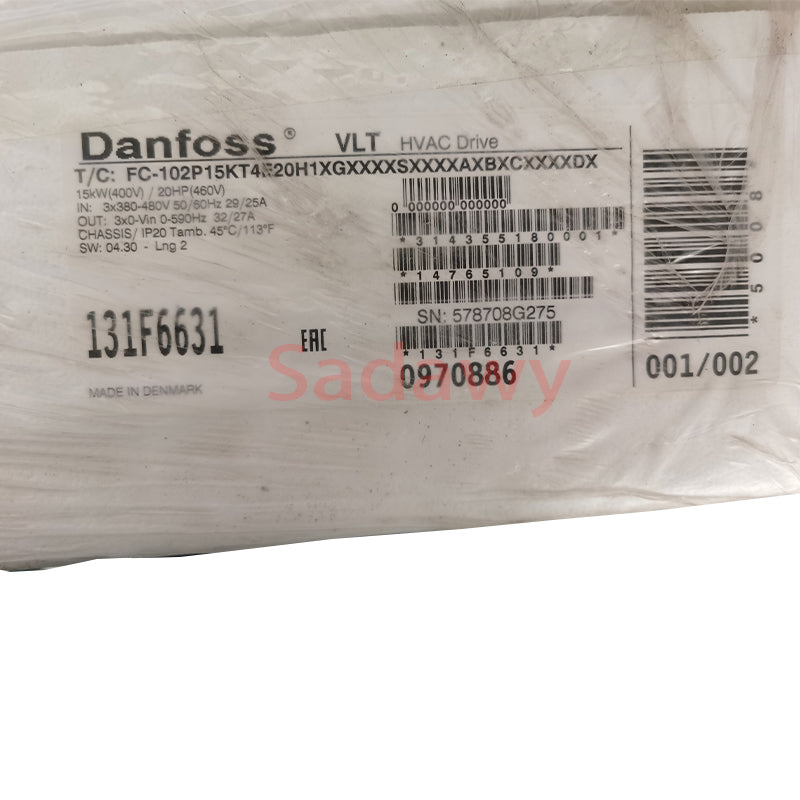 Danfoss® VLT HVAC Drive
T/C: FC-102P15KT4E20H1XGXXXXSXXXXAXBXCXXXXDX
15kW(400V) / 20HP(460V)
IN: 3x380-480V 50/60Hz 29/25A
OUT: 3x0-Vin 0-590Hz 32/27A
CHASSIS/ IP20 Tamb. 45°C/113°F
SW: 04.30 - Lng 2
0 000000 000000
*314355180001*
*14765109*
SN: 578708G275
131F6631
EAC
*131F6631*
0970886
MADE IN DENMARK
*5008*
001/002
Sadawy